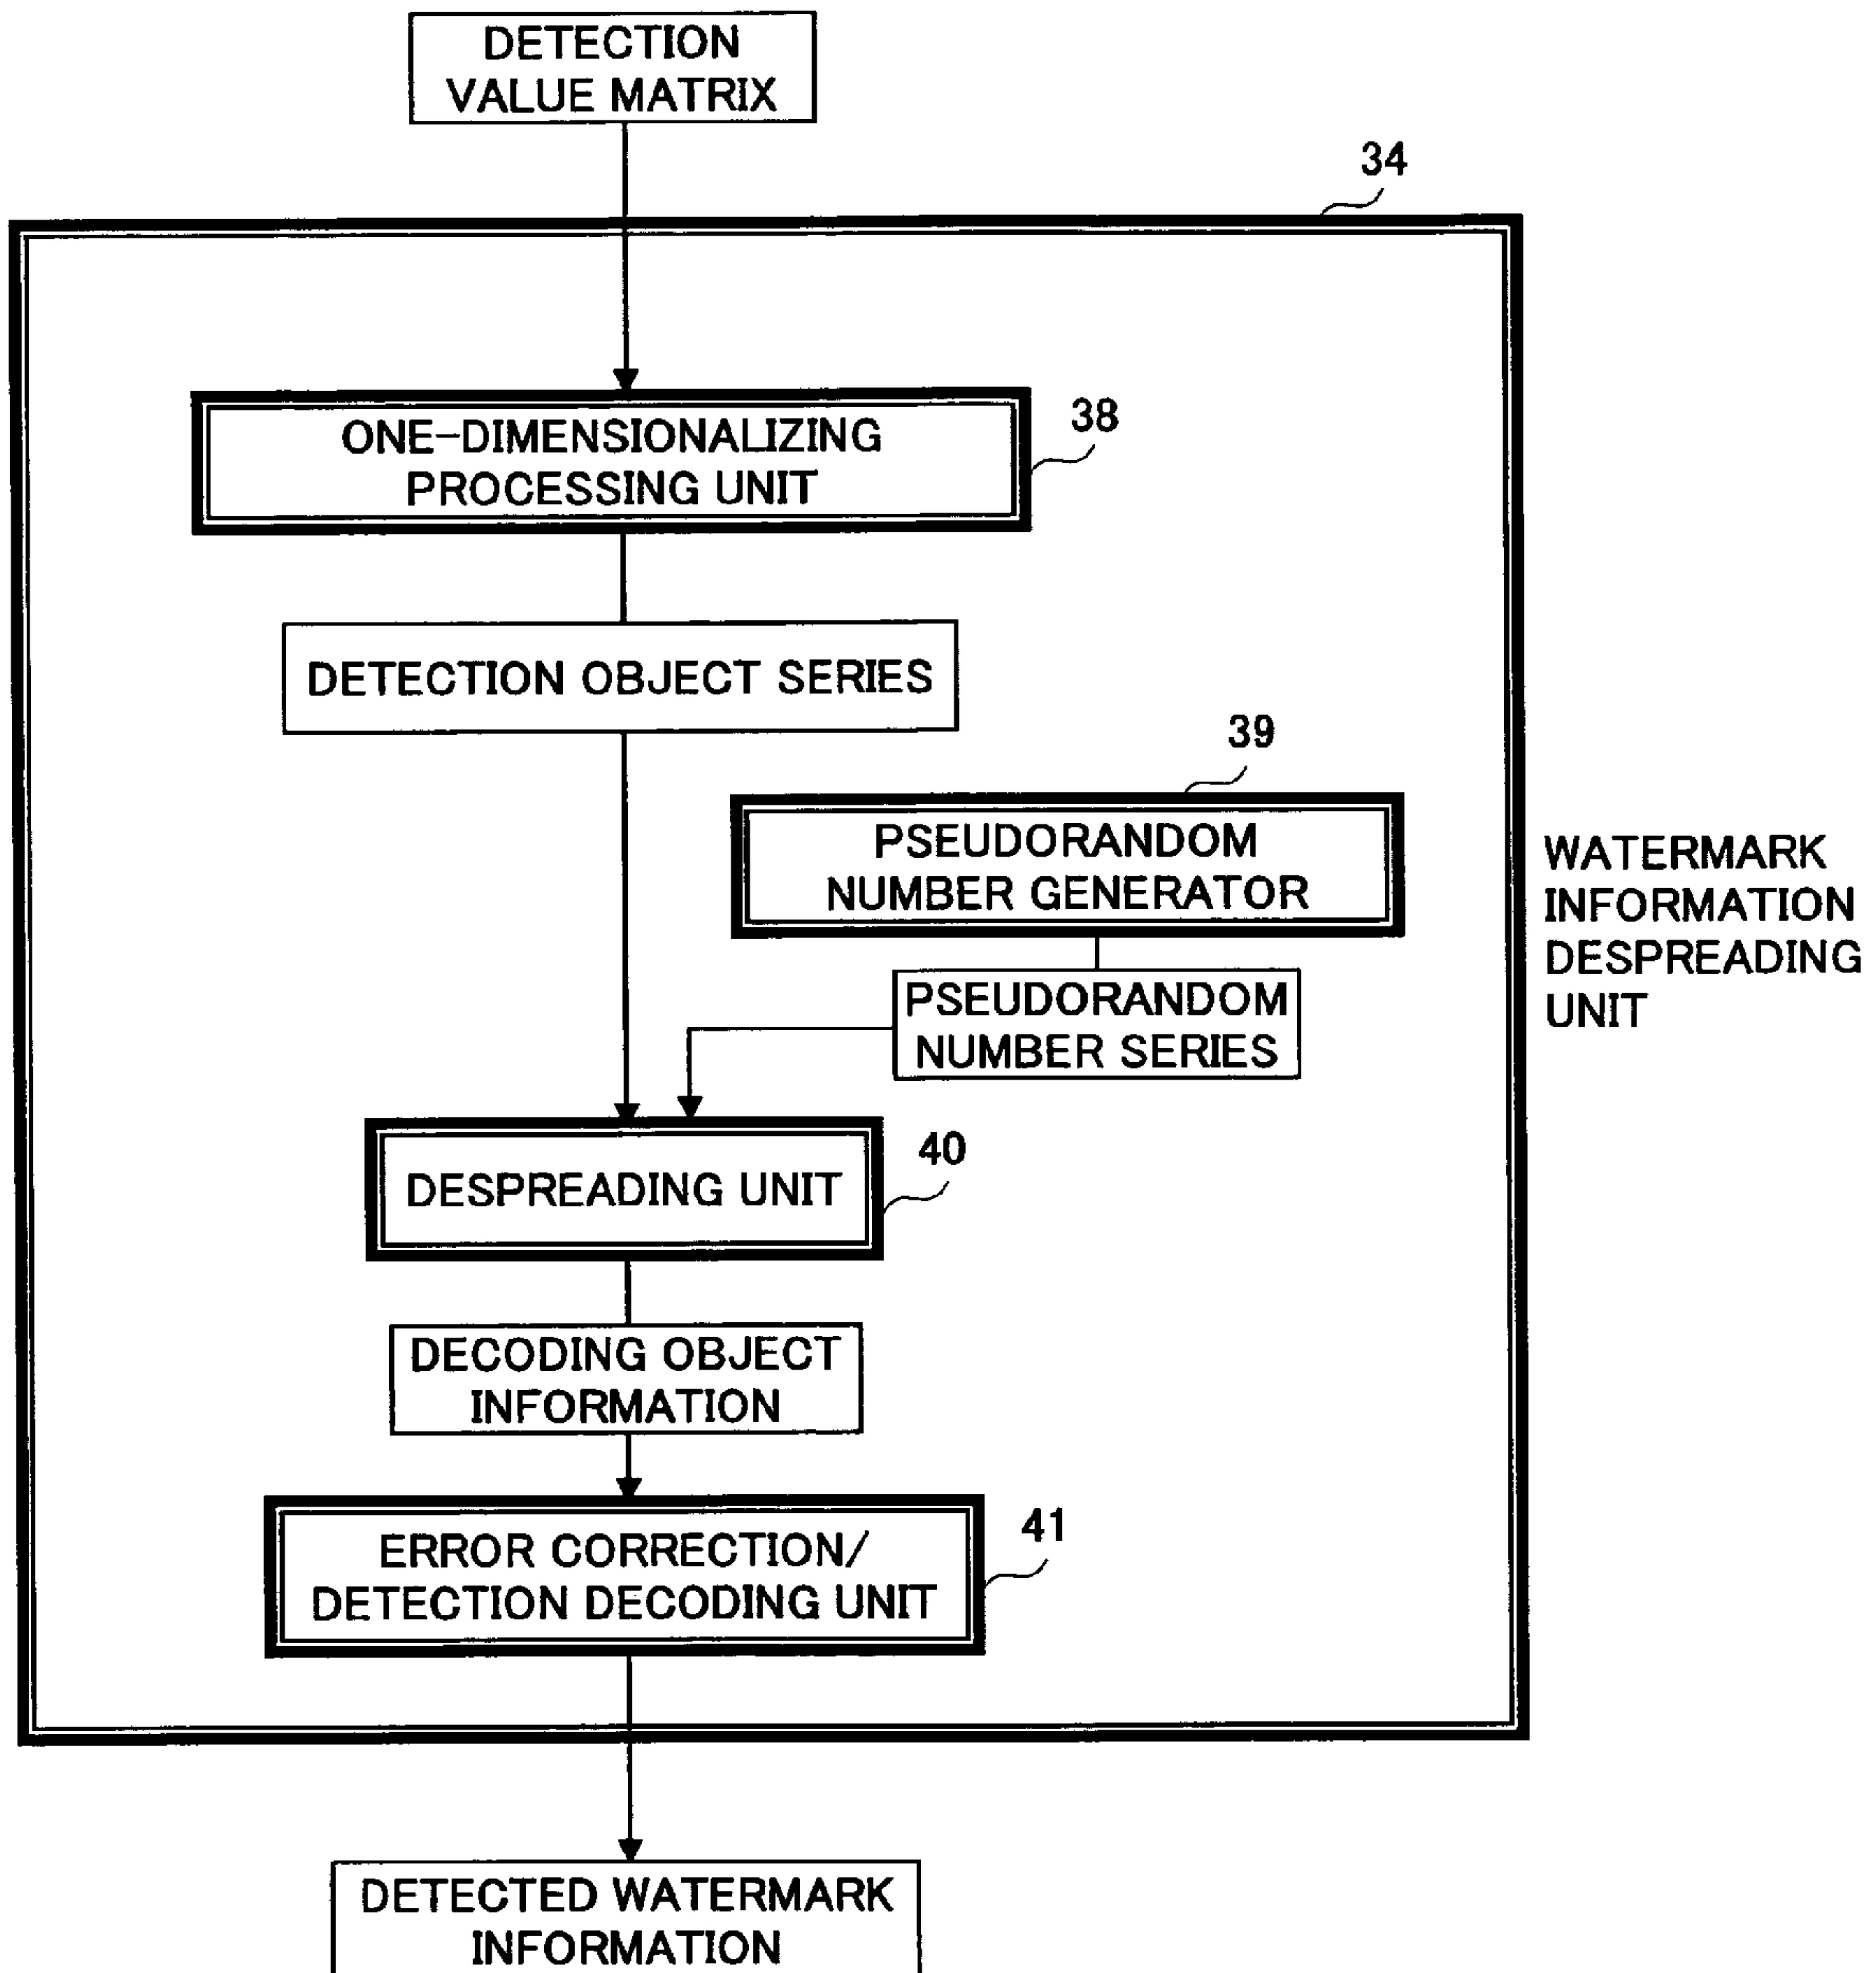 DETECTION
VALUE MATRIX
34
ONE-DIMENSIONALIZING
PROCESSING UNIT
38
DETECTION OBJECT SERIES
39
PSEUDORANDOM
NUMBER GENERATOR
WATERMARK
INFORMATION
DESPREADING
UNIT
PSEUDORANDOM
NUMBER SERIES
DESPREADING UNIT
40
DECODING OBJECT
INFORMATION
ERROR CORRECTION/
DETECTION DECODING UNIT
41
DETECTED WATERMARK
INFORMATION